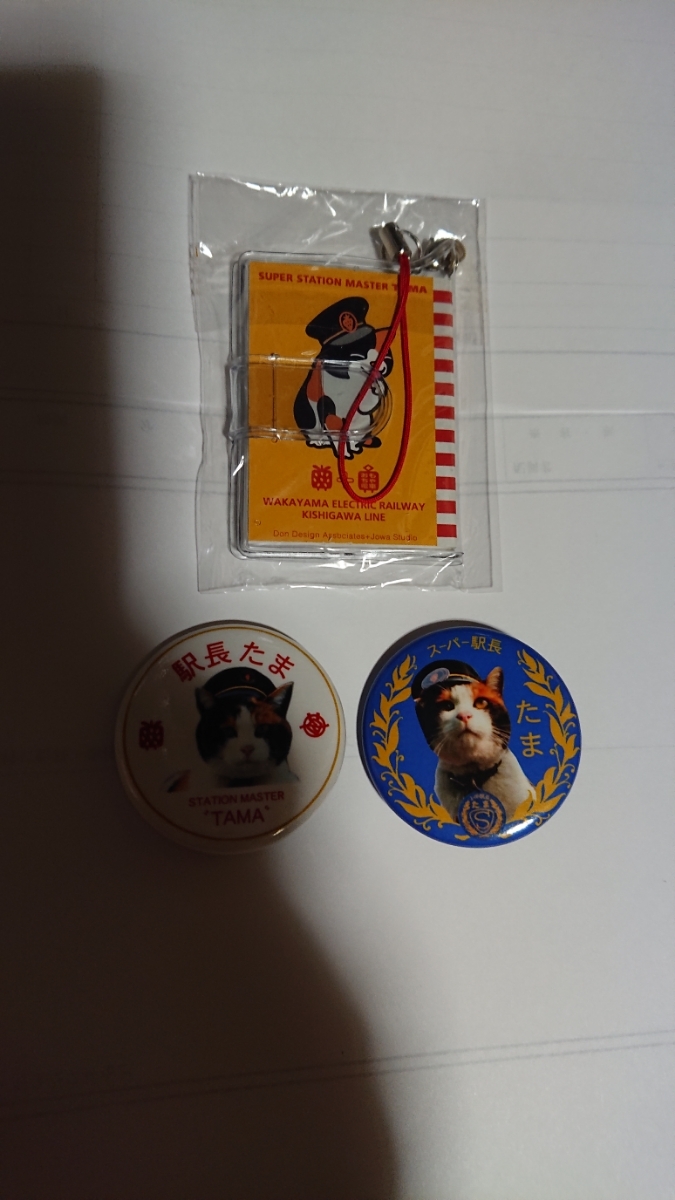 SUPER STATION MASTER TAMA
WAKAYAMA ELECTRIC RAILWAY
KISHIGAWA LINE
Don Design Associates+Jowa Studio
駅長たま
STATION MASTER
"TAMA"
スーパー駅長
たま
S